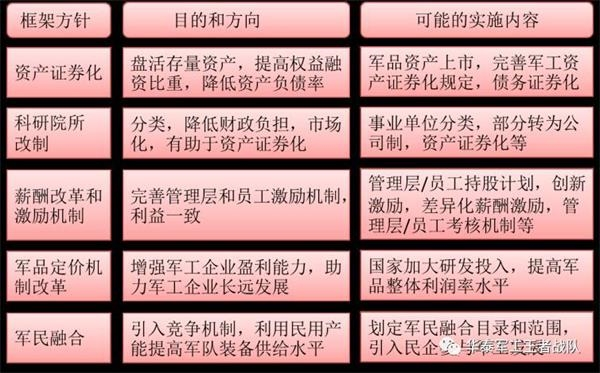 框架方针
目的和方向
可能的实施内容
资产证券化
盘活存量资产，提高权益融
资比重，降低资产负债率
军品资产上市，完善军工资
产证券化规定，债务证券化
科研院所
改制
分类，降低财政负担，市场
化，有助于资产证券化
事业单位分类，部分转为公
司制，资产证券化等
薪酬改革和
激励机制
完善管理层和员工激励机制，
利益一致
管理层/员工持股计划，创新
激励，差异化薪酬激励，管理
层/员工考核机制等
军品定价机
制改革
增强军工企业盈利能力，助
力军工企业长远发展
国家加大研发投入，提高军
品整体利润率水平
军民融合
引入竞争机制，利用民用产
能提高军队装备供给水平
划定军民融合目录和范围，
引入民企参与
华泰军工王者战队